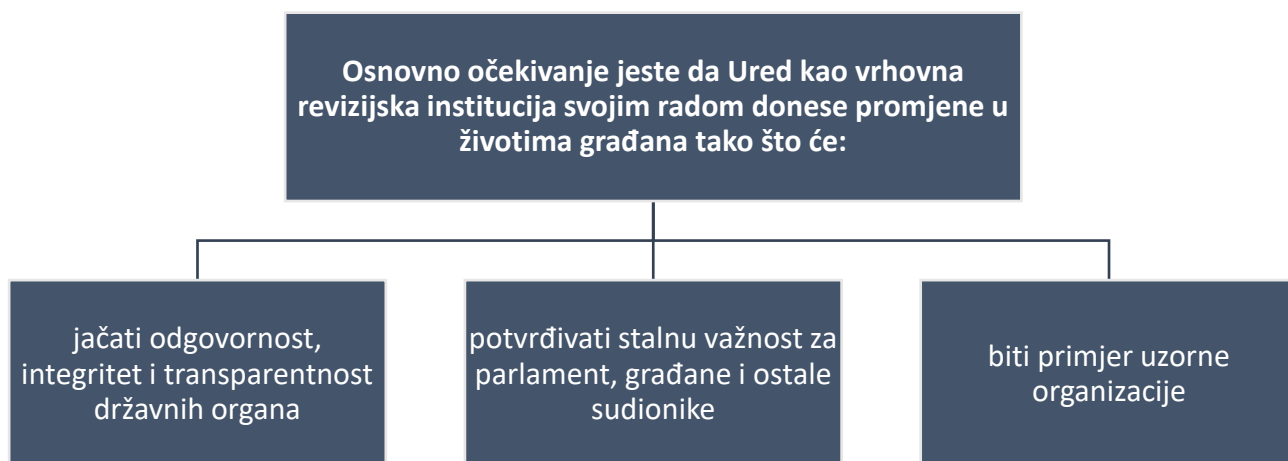 Osnovno očekivanje jeste da Ured kao vrhovna
revizijska institucija svojim radom donese promjene u
životima građana tako što će:
jačati odgovornost,
integritet i transparentnost
državnih organa
potvrđivati stalnu važnost za
parlament, građane i ostale
sudionike
biti primjer uzorne
organizacije